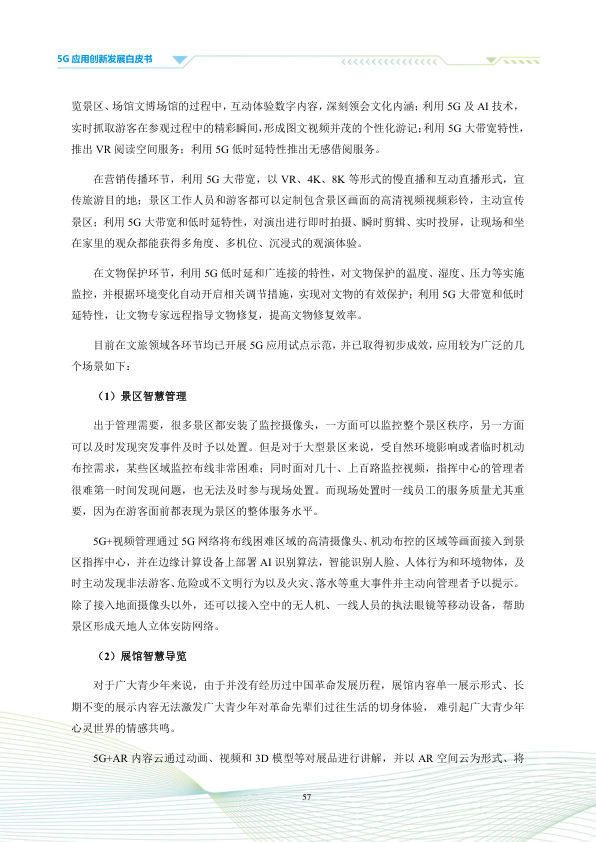 5G 应用创新发展白皮书
览景区、场馆文博场馆的过程中，互动体验数字内容，深刻领会文化内涵；利用 5G 及 AI 技术，
实时抓取游客在参观过程中的精彩瞬间，形成图文视频并茂的个性化游记；利用 5G 大带宽特性，
推出 VR 阅读空间服务；利用 5G 低时延特性推出无感借阅服务。
在营销传播环节，利用 5G 大带宽，以 VR、4K、8K 等形式的慢直播和互动直播形式，宣
传旅游目的地；景区工作人员和游客都可以定制包含景区画面的高清视频视频彩铃，主动宣传
景区；利用 5G 大带宽和低时延特性，对演出进行即时拍摄、瞬时剪辑、实时投屏，让现场和坐
在家里的观众都能获得多角度、多机位、沉浸式的观演体验。
在文物保护环节，利用 5G 低时延和广连接的特性，对文物保护的温度、湿度、压力等实施
监控，并根据环境变化自动开启相关调节措施，实现对文物的有效保护；利用 5G 大带宽和低时
延特性，让文物专家远程指导文物修复，提高文物修复效率。
目前在文旅领域各环节均已开展 5G 应用试点示范，并已取得初步成效，应用较为广泛的几
个场景如下：
（1）景区智慧管理
出于管理需要，很多景区都安装了监控摄像头，一方面可以监控整个景区秩序，另一方面
可以及时发现突发事件及时予以处置。但是对于大型景区来说，受自然环境影响或者临时机动
布控需求，某些区域监控布线非常困难；同时面对几十、上百路监控视频，指挥中心的管理者
很难第一时间发现问题，也无法及时参与现场处置。而现场处置时一线员工的服务质量尤其重
要，因为在游客面前都表现为景区的整体服务水平。
5G+视频管理通过 5G 网络将布线困难区域的高清摄像头、机动布控的区域等画面接入到景
区指挥中心，并在边缘计算设备上部署 AI 识别算法，智能识别人脸、人体行为和环境物体，及
时主动发现非法游客、危险或不文明行为以及火灾、落水等重大事件并主动向管理者予以提示。
除了接入地面摄像头以外，还可以接入空中的无人机、一线人员的执法眼镜等移动设备，帮助
景区形成天地人立体安防网络。
（2）展馆智慧导览
对于广大青少年来说，由于并没有经历过中国革命发展历程，展馆内容单一展示形式、长
期不变的展示内容无法激发广大青少年对革命先辈们过往生活的切身体验， 难引起广大青少年
心灵世界的情感共鸣。
5G+AR 内容云通过动画、视频和 3D 模型等对展品进行讲解，并以 AR 空间云为形式、将
57